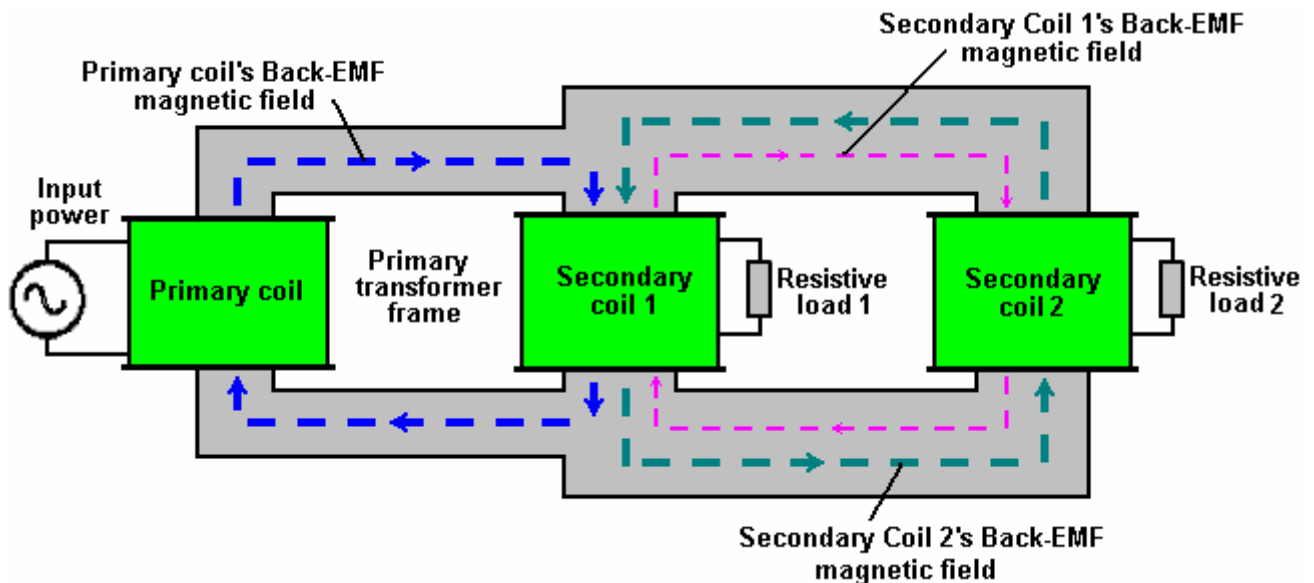 Secondary Coil 1's Back-EMF
magnetic field
Primary coil's Back-EMF
magnetic field
Input
power
Primary coil
Primary
transformer
frame
Secondary
coil 1
Resistive
load 1
Secondary
coil 2
Resistive
load 2
Secondary Coil 2's Back-EMF
magnetic field